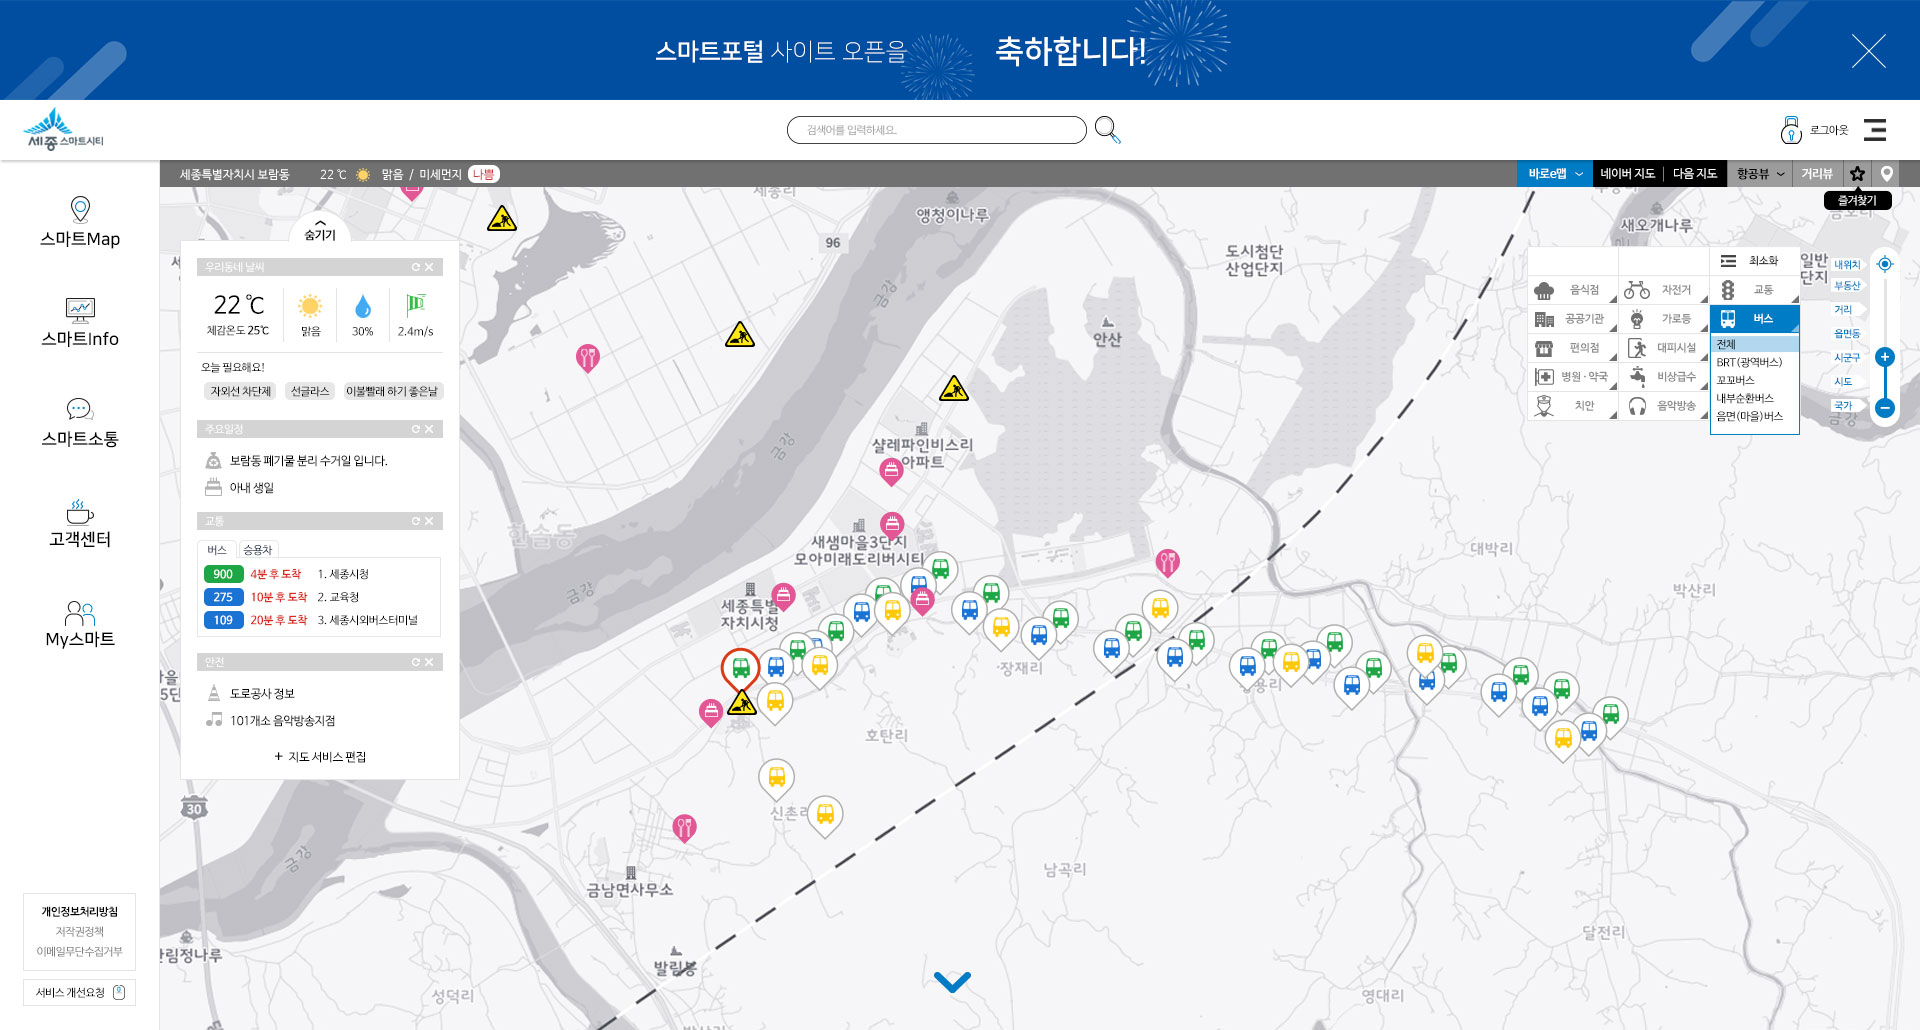 스마트포털 사이트 오픈을 축하합니다!
세종 스마트시티
검색어를 입력하세요.
로그아웃
세종특별자치시 보람동 22 ℃ 맑음 / 미세먼지 나쁨
바로e맵 네이버 지도 다음 지도 항공뷰 거리뷰
즐겨찾기
스마트Map
스마트Info
스마트소통
고객센터
My스마트
개인정보처리방침
저작권정책
이메일무단수집거부
서비스 개선요청
숨기기
우리동네 날씨
22 ℃
체감온도 25℃
맑음
30%
2.4m/s
오늘 필요해요!
자외선 차단제 선글라스 이불빨래 하기 좋은날
주요일정
보람동 폐기물 분리 수거일 입니다.
아내 생일
교통
버스 승용차
900 4분 후 도착 1. 세종시청
275 10분 후 도착 2. 교육청
109 20분 후 도착 3. 세종시외버스터미널
안전
도로공사 정보
101개소 음악방송지점
+ 지도 서비스 편집
최소화
음식점 자전거 교통
공공기관 가로등 버스
편의점 대피시설
병원 · 약국 비상급수
치안 음악방송
전체
BRT(광역버스)
꼬꼬버스
내부순환버스
읍면(마을)버스
내위치
부동산
거리
읍면동
시군구
시도
국가
세종리
앵청이나루
96
도시첨단
산업단지
새오개나루
일반
단지
금강
안산
금강
샬레파인비스리
아파트
한솔동
새샘마을3단지
모아미래도리버시티
금강
세종특별
자치시청
대박리
박산리
장재리
용리
5단
호탄리
신촌리
30
금강
금남면사무소
남곡리
달전리
림정나루
발림봉
성덕리
영대리
박산리
금강